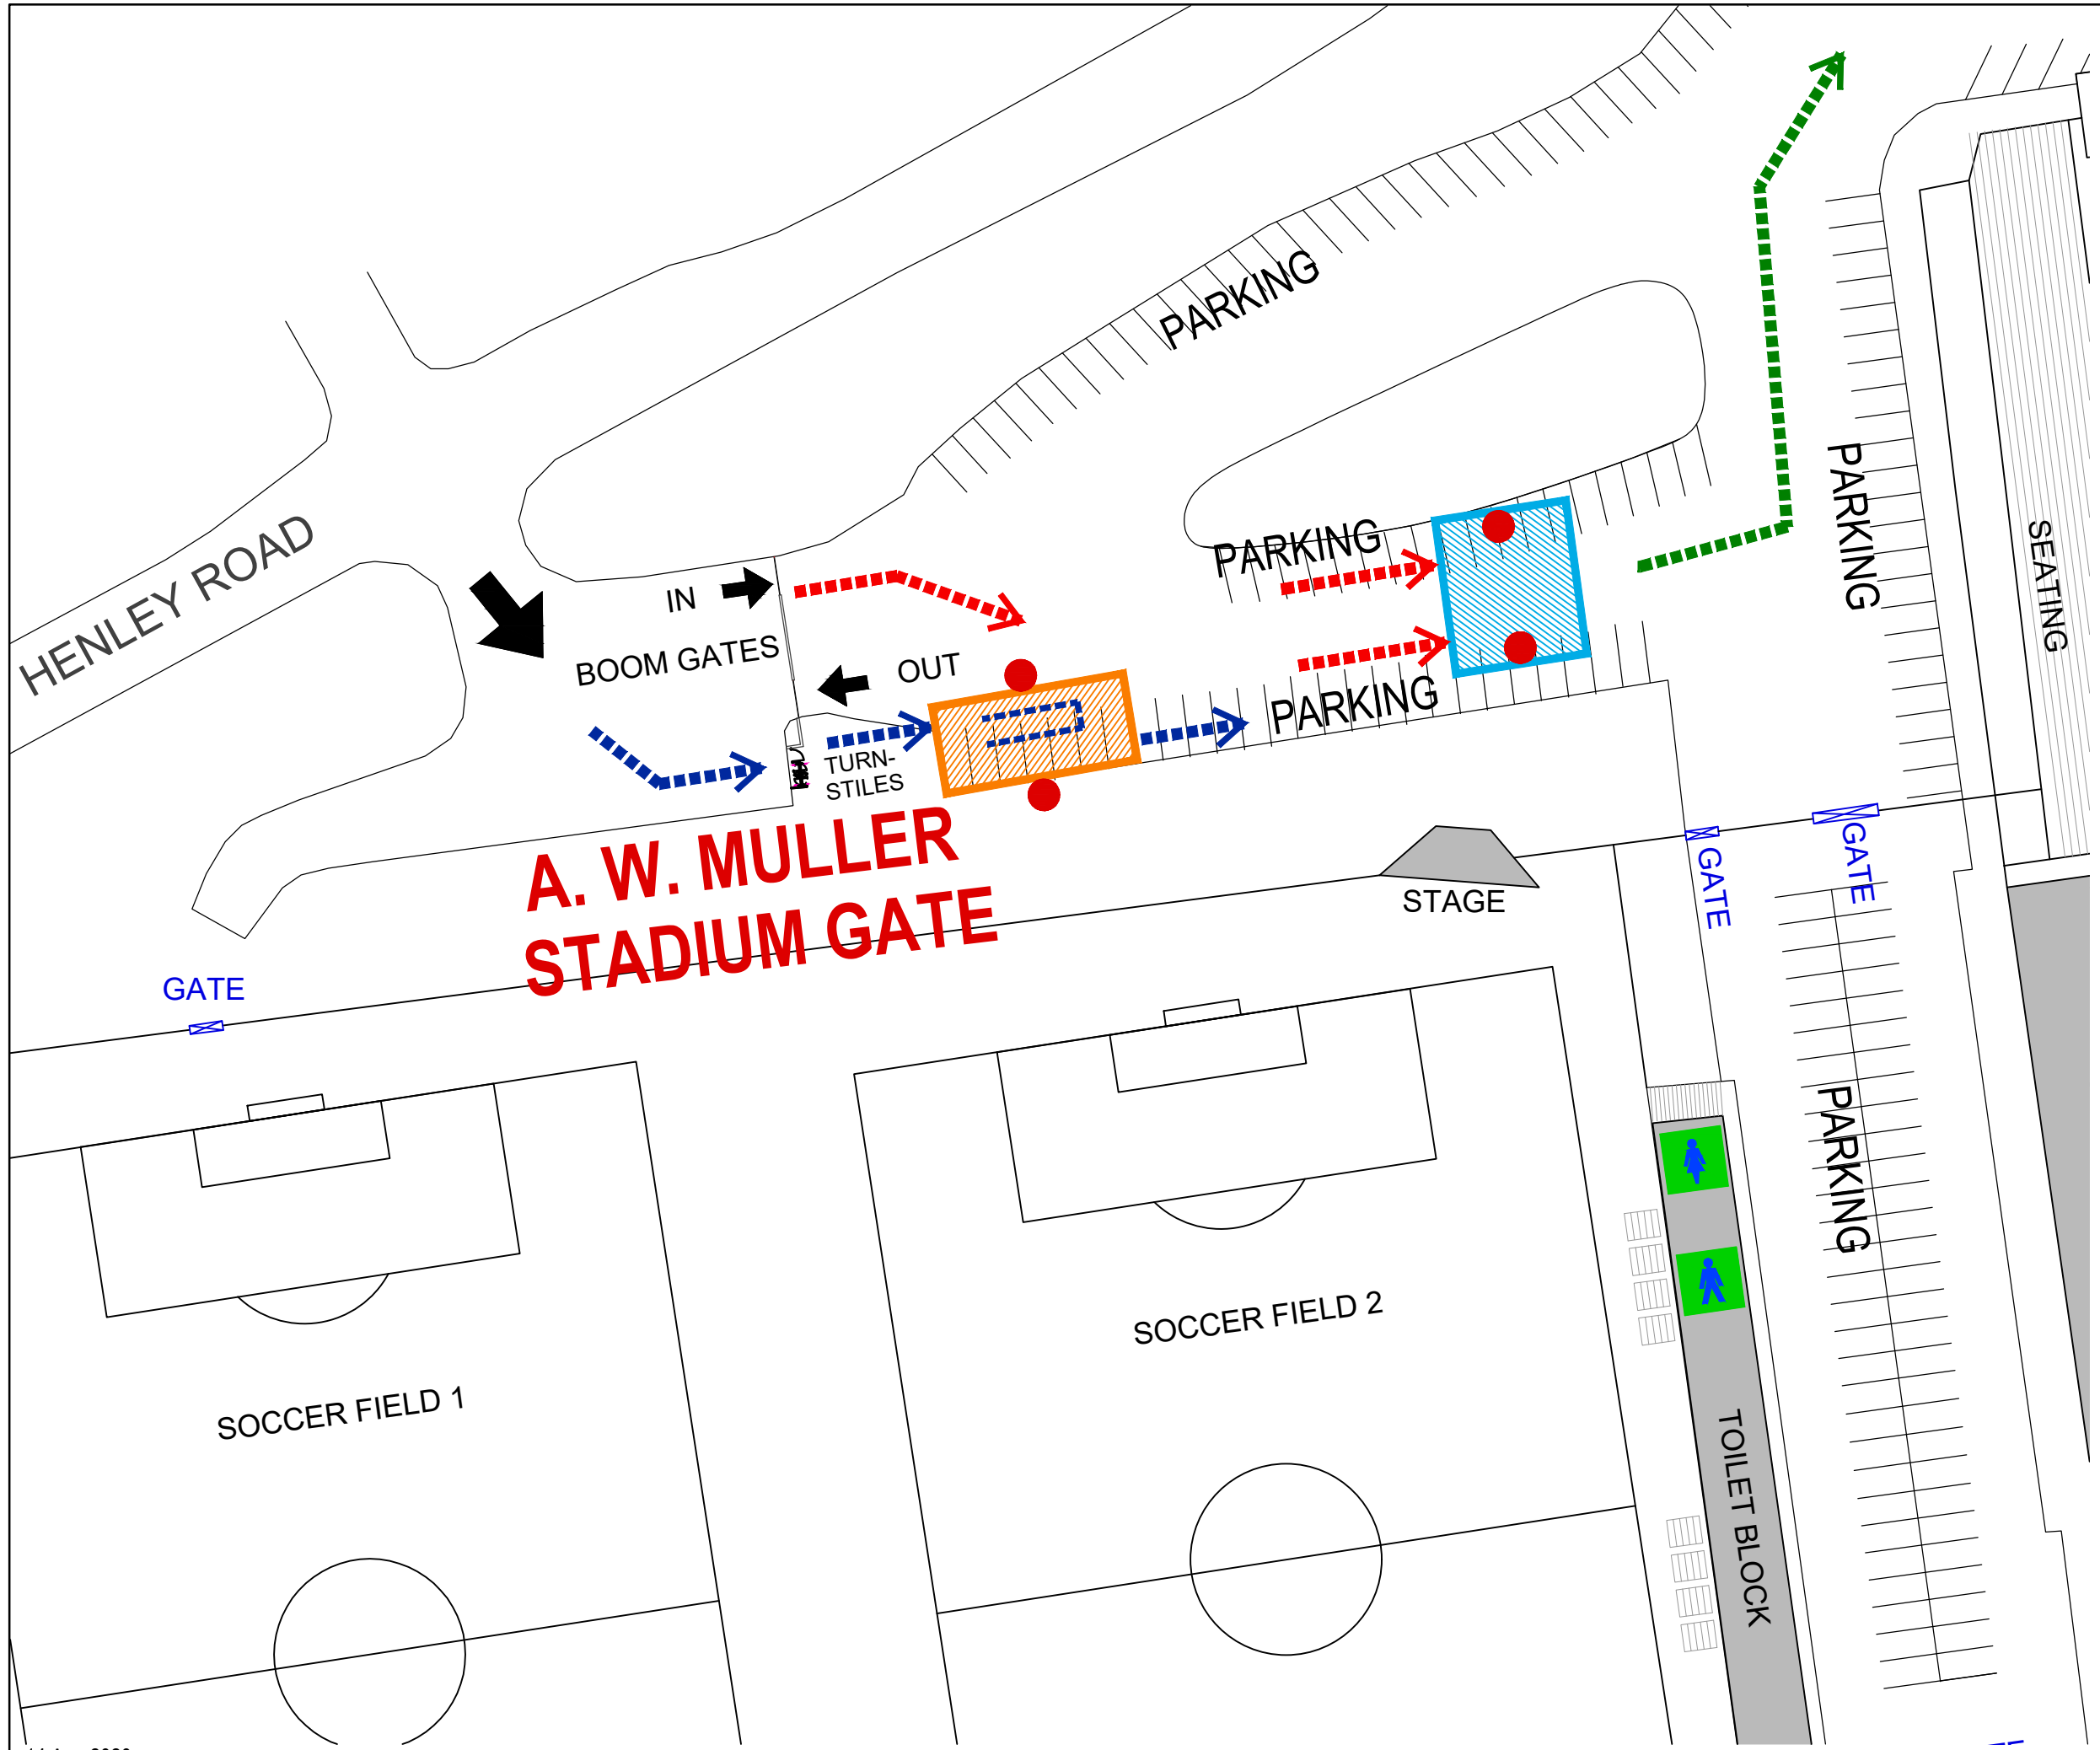 PARKING
HENLEY ROAD
IN
BOOM GATES
OUT
PARKING
PARKING
PARKING
SEATING
TURN-
STILES
A. W. MULLER
STADIUM GATE
STAGE
GATE
GATE
GATE
PARKING
SOCCER FIELD 1
SOCCER FIELD 2
TOILET BLOCK